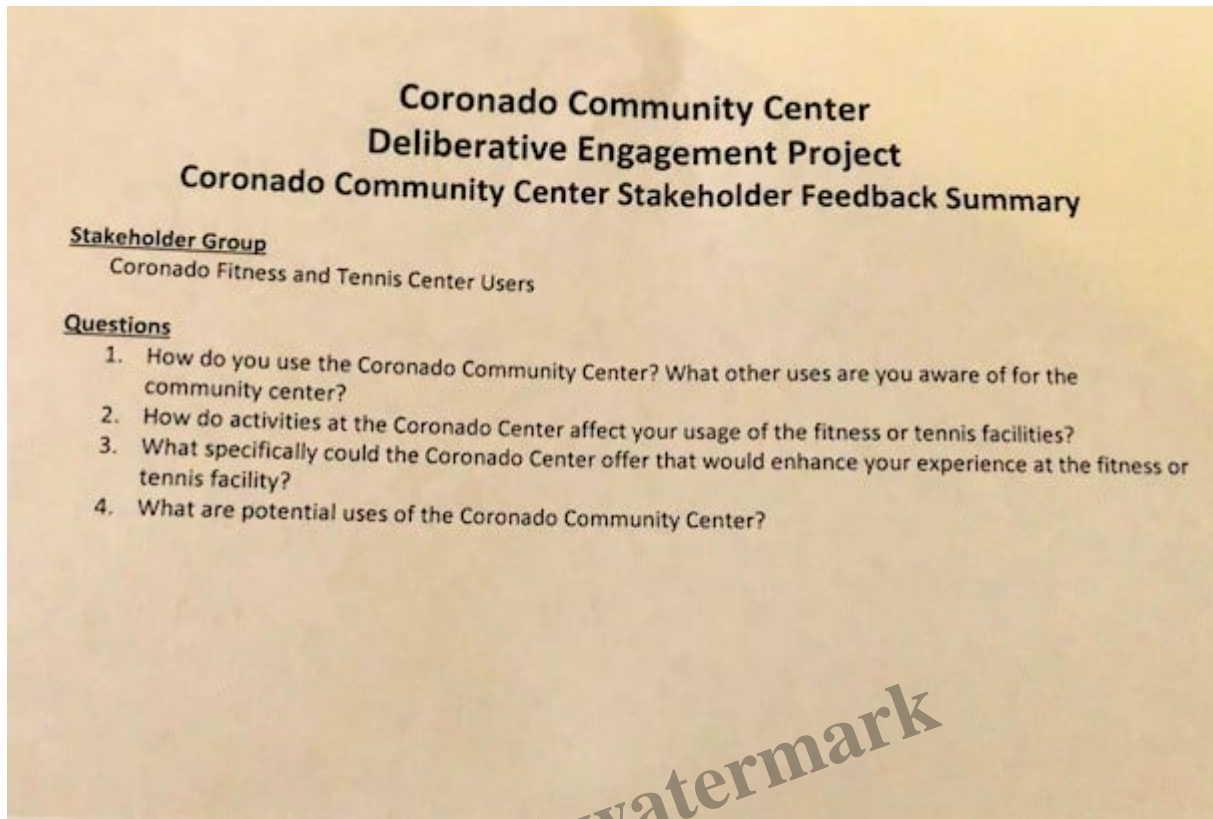 Coronado Community Center
Deliberative Engagement Project
Coronado Community Center Stakeholder Feedback Summary
Stakeholder Group
Coronado Fitness and Tennis Center Users
Questions
1. How do you use the Coronado Community Center? What other uses are you aware of for the
community center?
2. How do activities at the Coronado Center affect your usage of the fitness or tennis facilities?
3. What specifically could the Coronado Center offer that would enhance your experience at the fitness or
tennis facility?
4. What are potential uses of the Coronado Community Center?
watermark